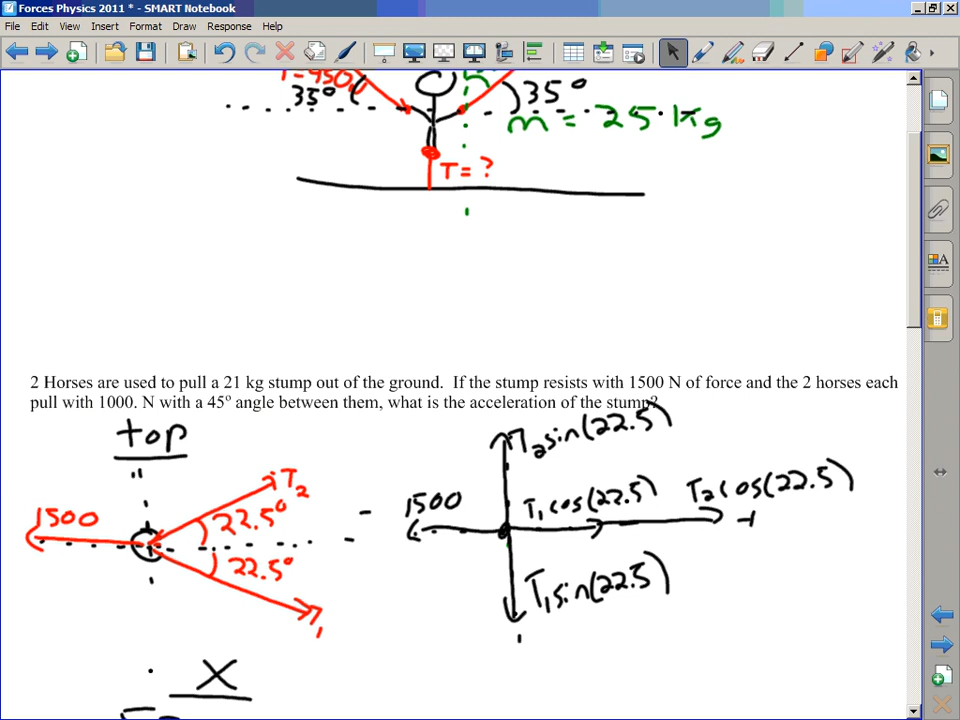 Forces Physics 2011 * - SMART Notebook
File Edit View Insert Format Draw Response Help
35°
35°
m = 25.1kg
T = ?
2 Horses are used to pull a 21 kg stump out of the ground. If the stump resists with 1500 N of force and the 2 horses each
pull with 1000. N with a 45° angle between them, what is the acceleration of the stump?
top
T₂sin(22.5)
T₂
1500
22.5°
22.5°
T₁
1500
T₁cos(22.5)
T₂cos(22.5)
T₁sin(22.5)
X